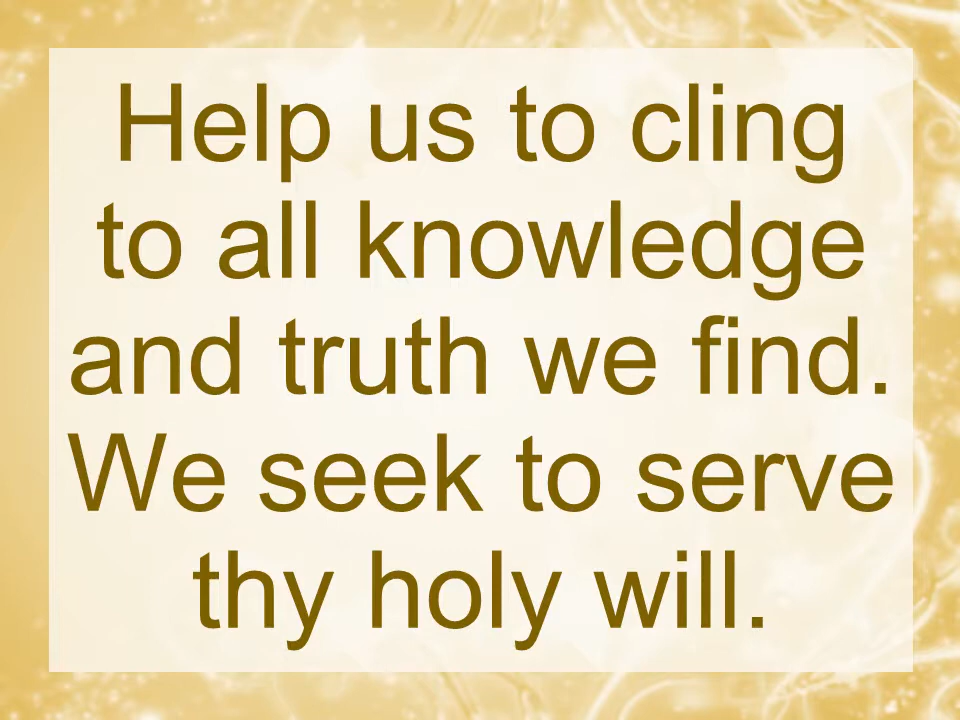 Help us to cling
to all knowledge
and truth we find.
We seek to serve
thy holy will.